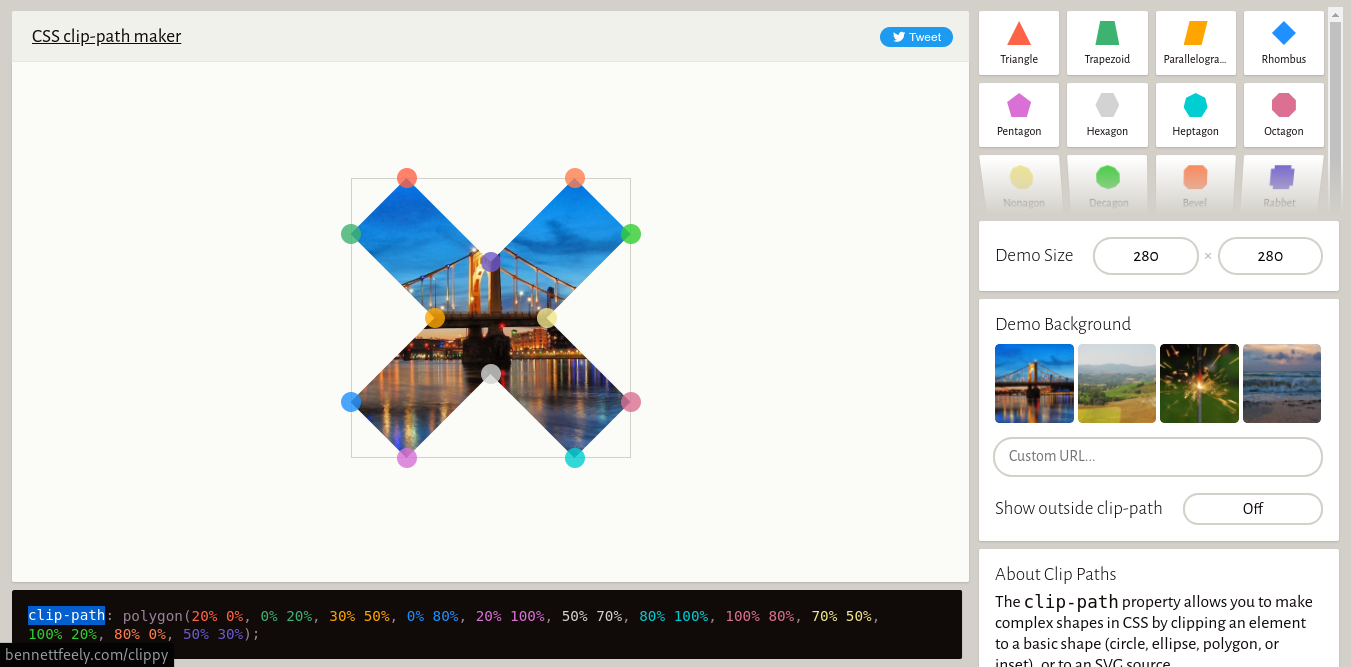 CSS clip-path maker
Tweet
clip-path: polygon(20% 0%, 0% 20%, 30% 50%, 0% 80%, 20% 100%, 50% 70%, 80% 100%, 100% 80%, 70% 50%,
100% 20%, 80% 0%, 50% 30%);
bennettfeely.com/clippy
Triangle
Trapezoid
Parallelogra...
Rhombus
Pentagon
Hexagon
Heptagon
Octagon
Nonagon
Decagon
Bevel
Rabbet
Demo Size
280 × 280
Demo Background
Custom URL...
Show outside clip-path
Off
About Clip Paths
The clip-path property allows you to make
complex shapes in CSS by clipping an element
to a basic shape (circle, ellipse, polygon, or
inset), or to an SVG source.